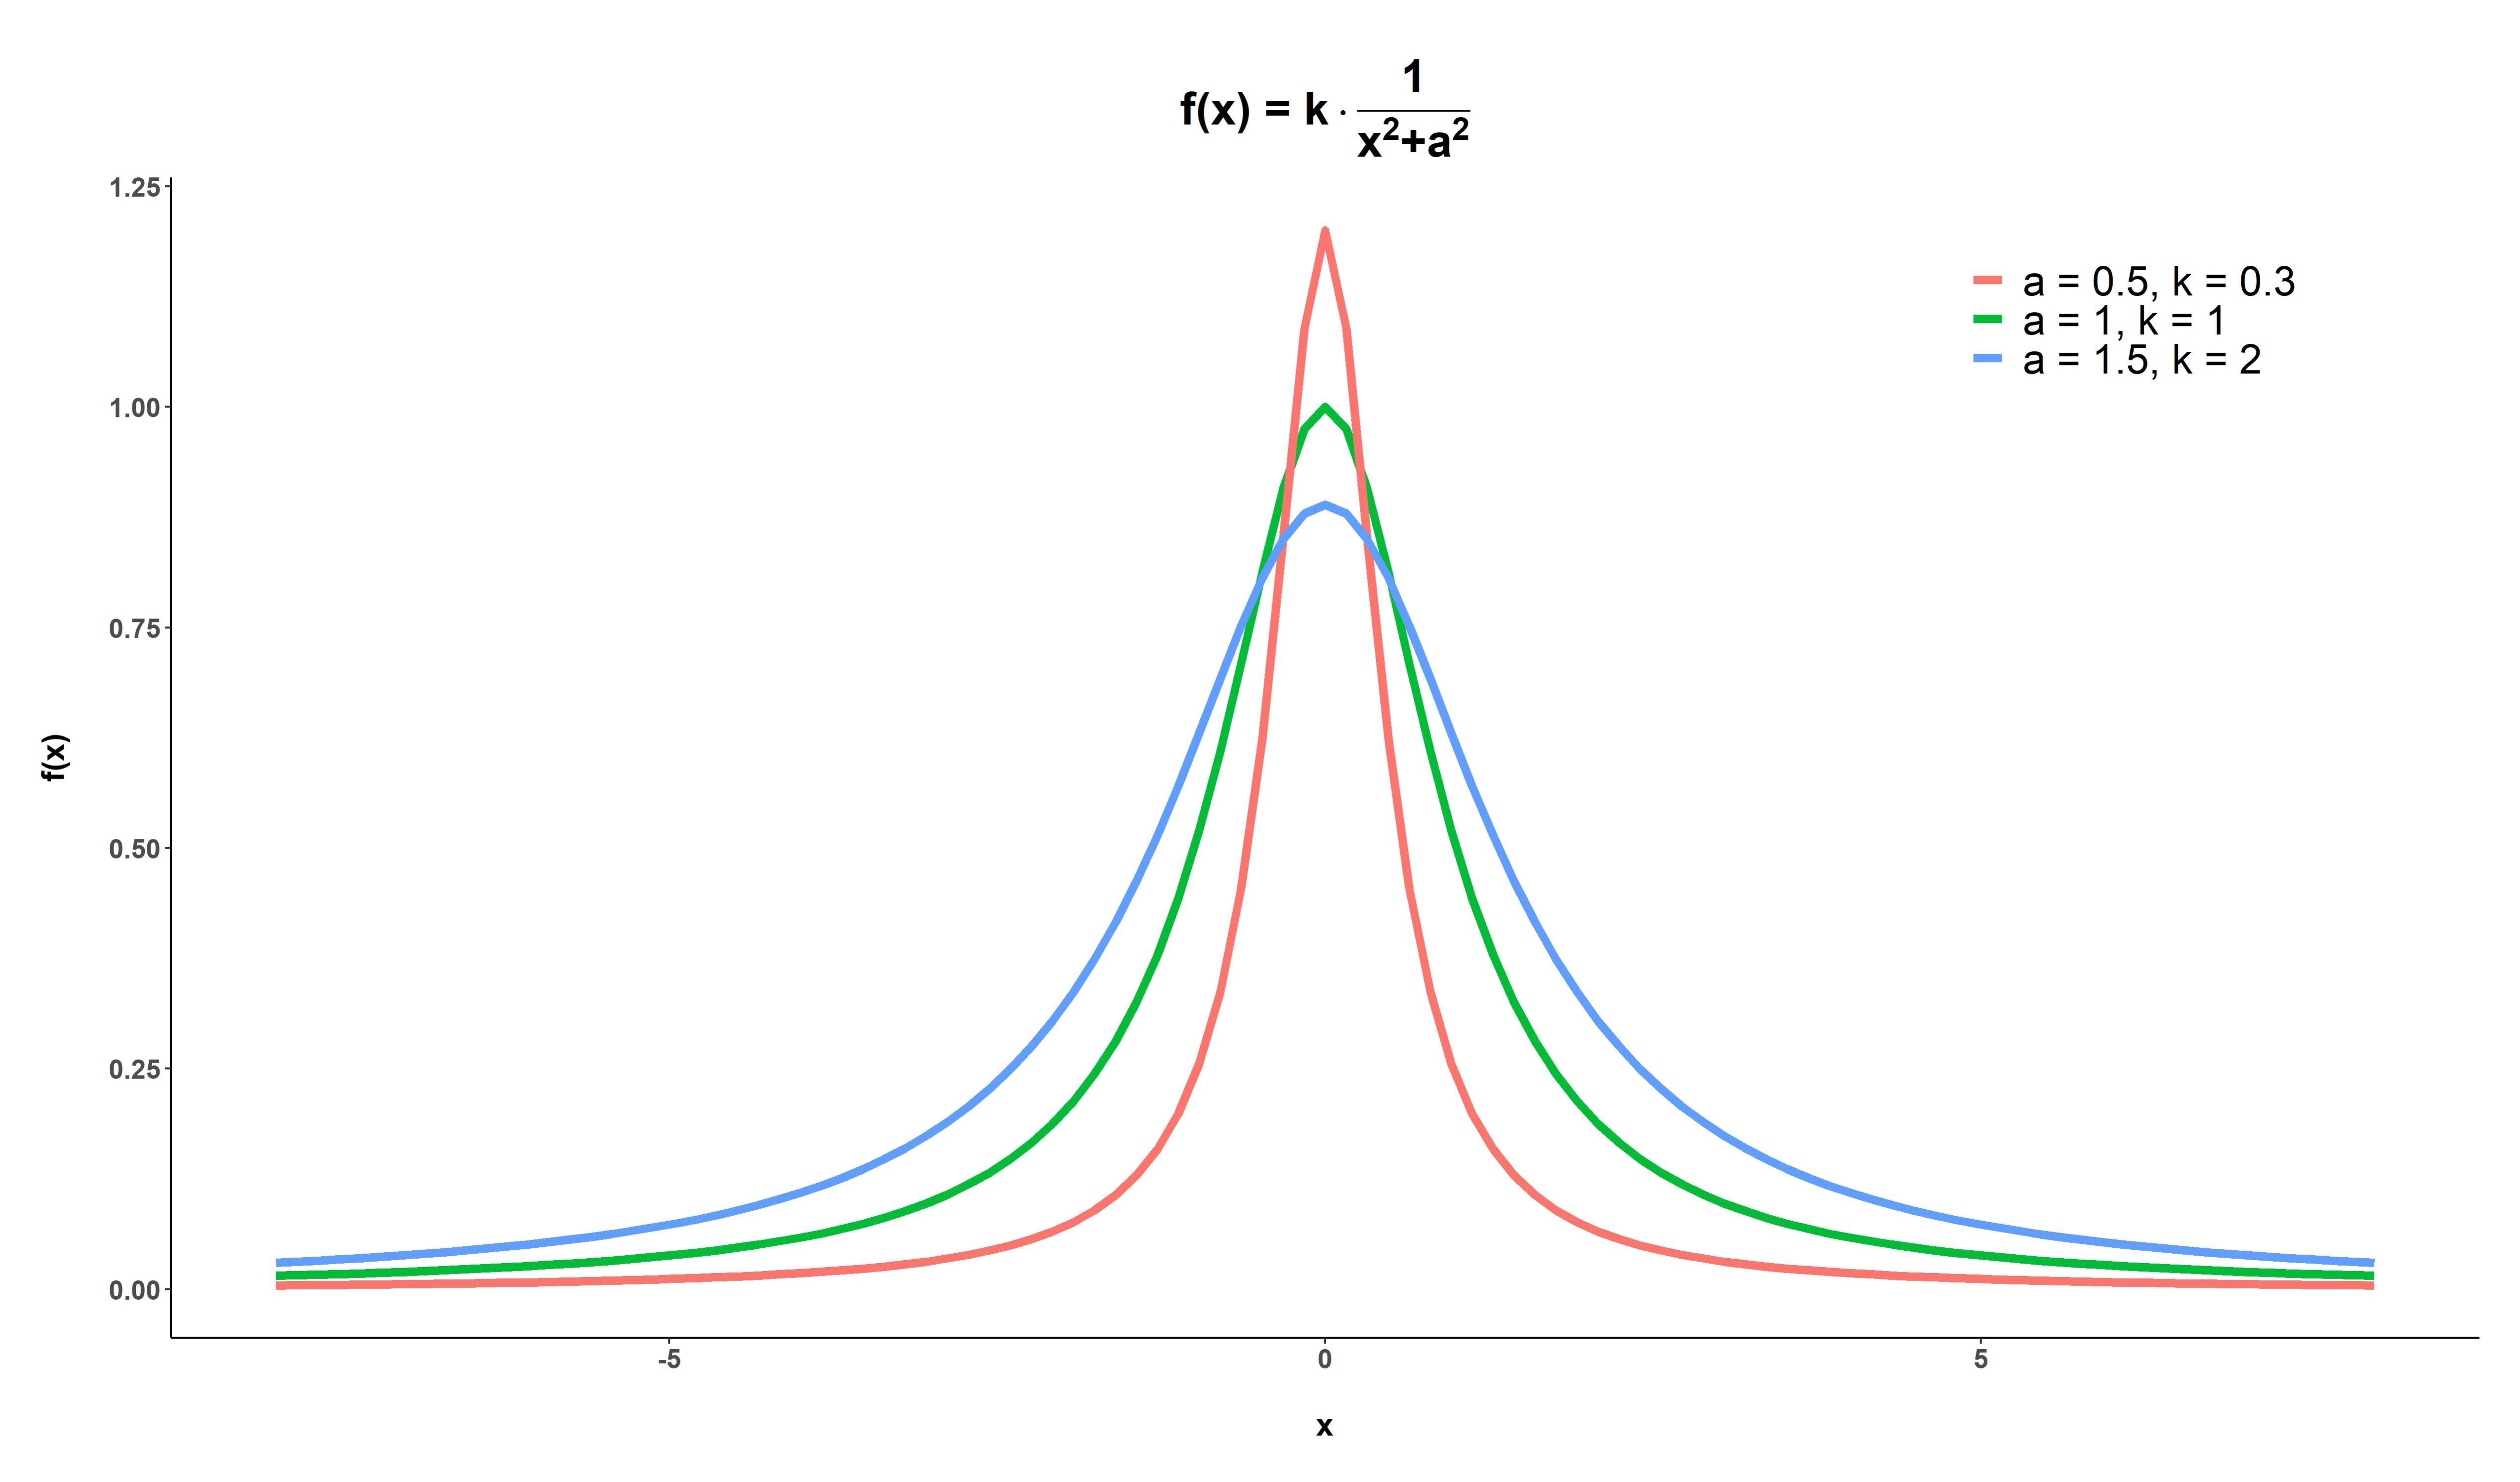 f(x) = k · 1/(x²+a²)
1.25
1.00
0.75
0.50
0.25
0.00
f(x)
a = 0.5, k = 0.3
a = 1, k = 1
a = 1.5, k = 2
-5 0 5
x